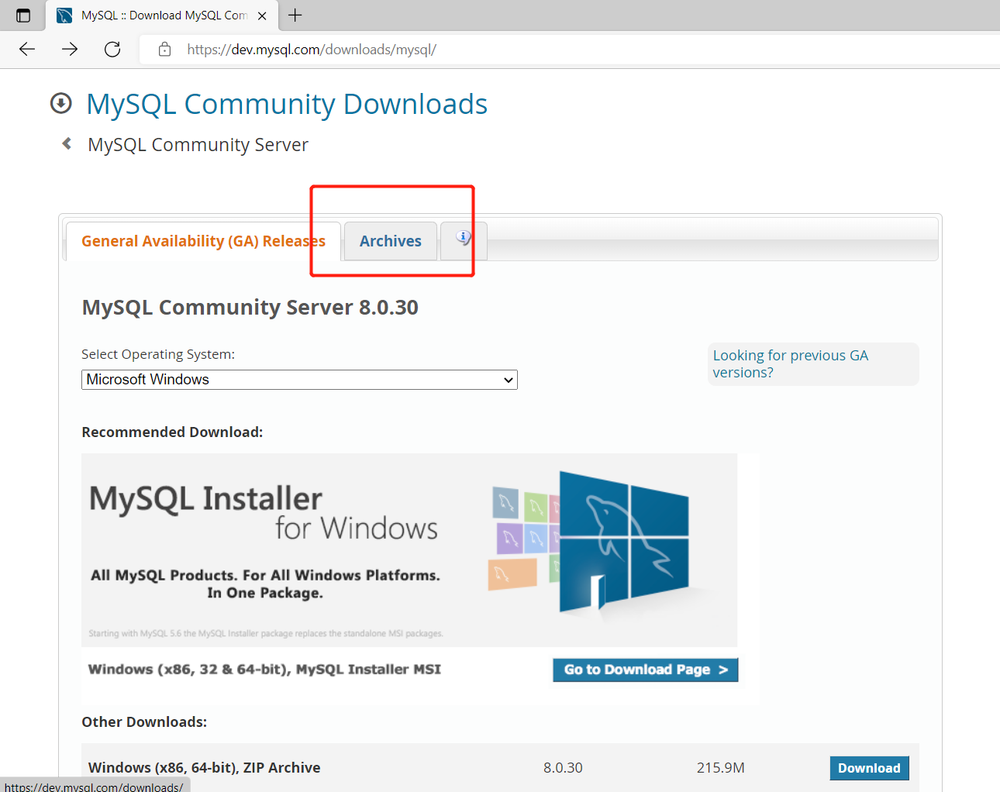 MySQL :: Download MySQL Com
https://dev.mysql.com/downloads/mysql/
MySQL Community Downloads
MySQL Community Server
General Availability (GA) Releases
Archives
MySQL Community Server 8.0.30
Select Operating System:
Microsoft Windows
Looking for previous GA
versions?
Recommended Download:
MySQL Installer
for Windows
All MySQL Products. For All Windows Platforms.
In One Package.
Starting with MySQL 5.6 the MySQL Installer package replaces the standalone MSI packages.
Windows (x86, 32 & 64-bit), MySQL Installer MSI
Go to Download Page >
Other Downloads:
Windows (x86, 64-bit), ZIP Archive 8.0.30 215.9M Download
https://dev.mysql.com/downloads/